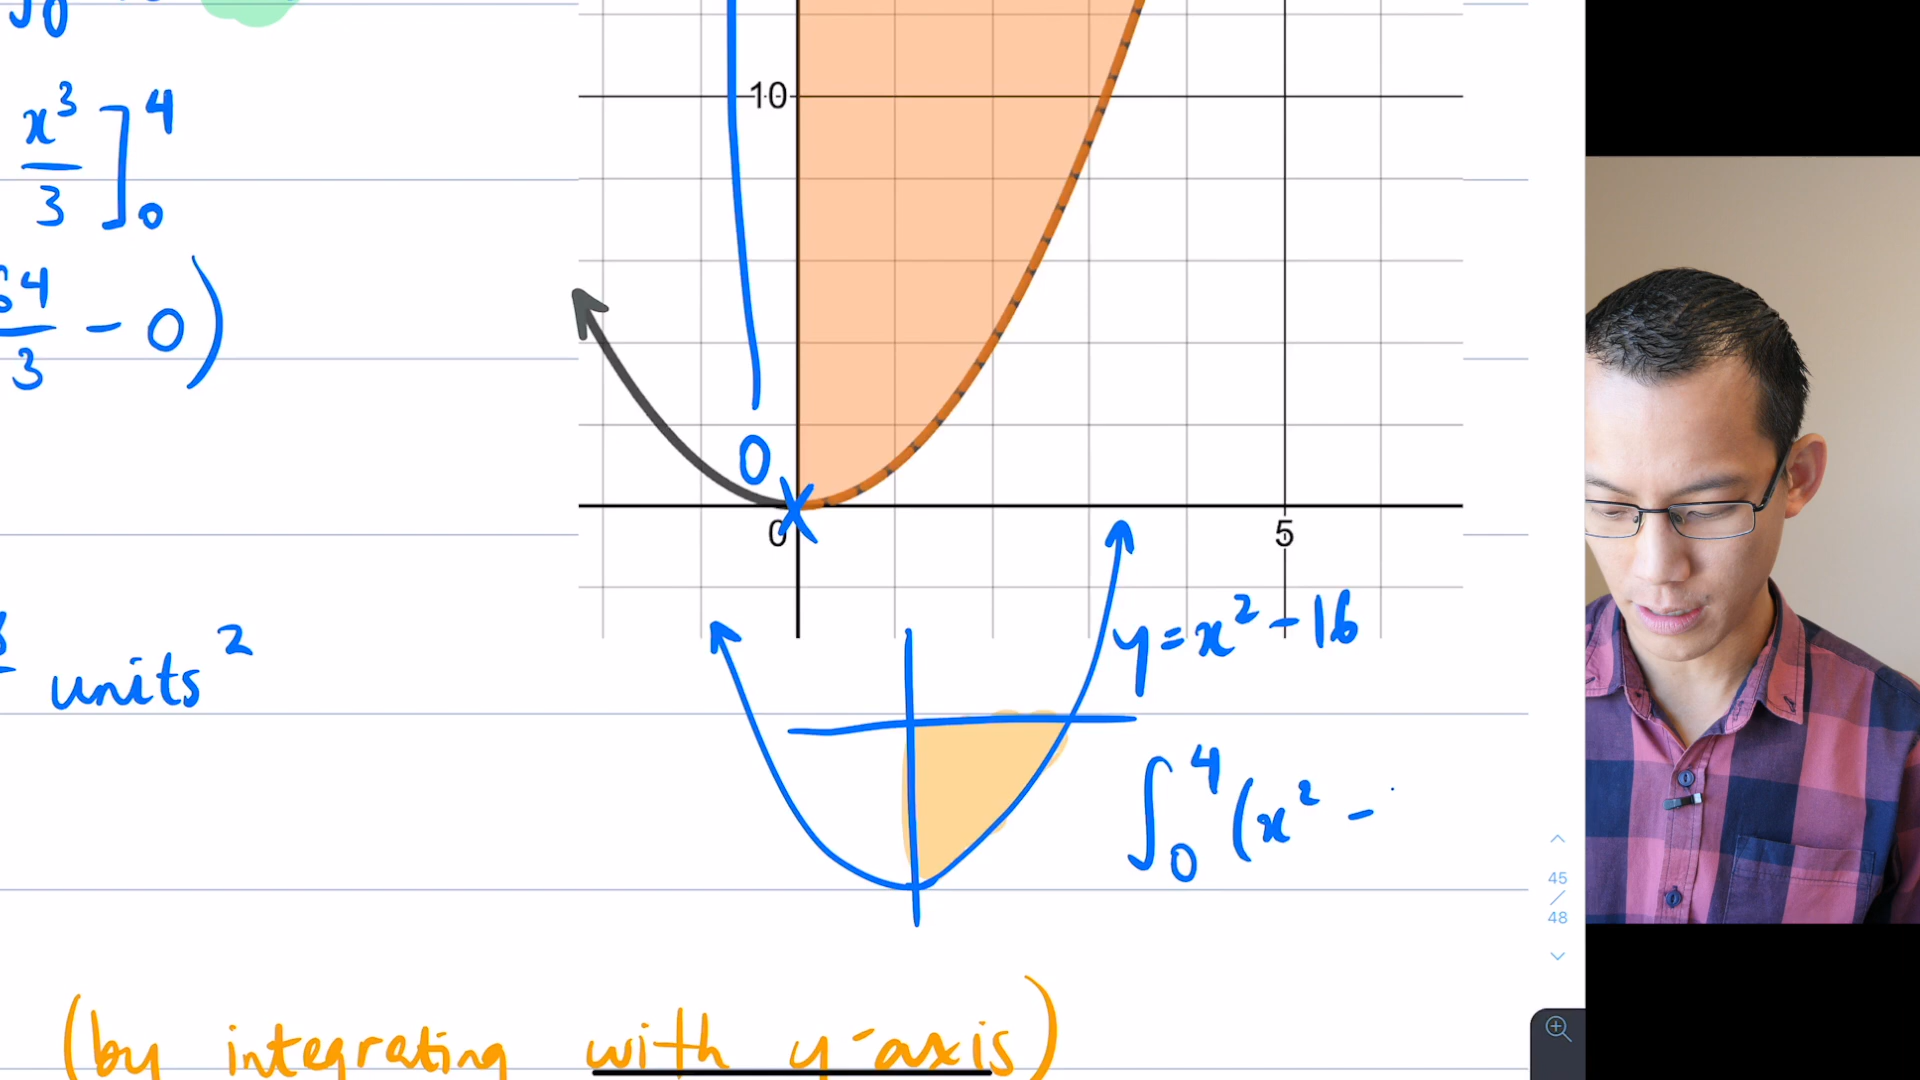 ∫0
x³/3 ]₀⁴
64/3 - 0)
units²
10
0
0
5
y = x² - 16
∫₀⁴ (x² -
45
/
48
(by integrating with y-axis)